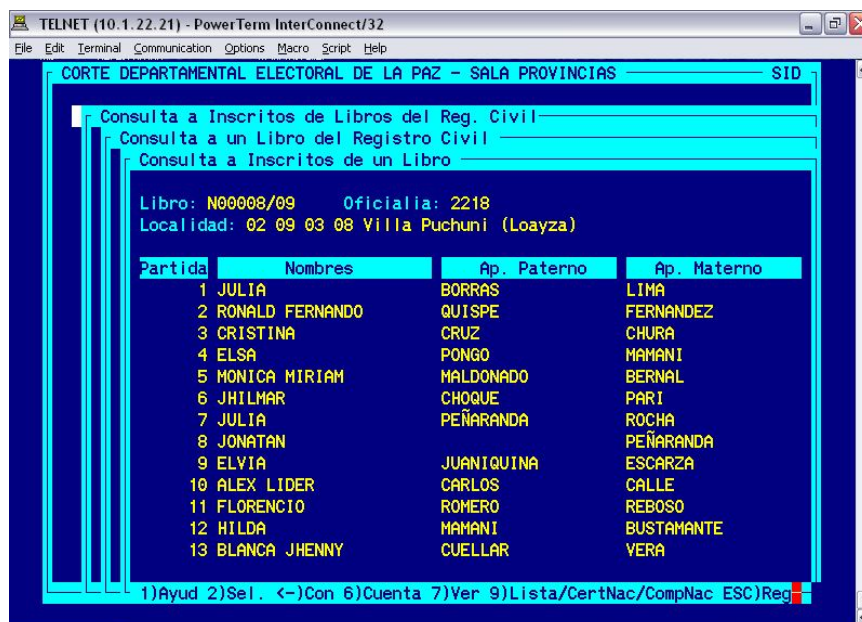 TELNET (10.1.22.21) - PowerTerm InterConnect/32
File Edit Terminal Communication Options Macro Script Help
CORTE DEPARTAMENTAL ELECTORAL DE LA PAZ - SALA PROVINCIAS SID
Consulta a Inscritos de Libros del Reg. Civil
Consulta a un Libro del Registro Civil
Consulta a Inscritos de un Libro
Libro: N00008/09 Oficialia: 2218
Localidad: 02 09 03 08 Villa Puchuni (Loayza)
Partida Nombres Ap. Paterno Ap. Materno
1 JULIA BORRAS LIMA
2 RONALD FERNANDO QUISPE FERNANDEZ
3 CRISTINA CRUZ CHURA
4 ELSA PONGO MAMANI
5 MONICA MIRIAM MALDONADO BERNAL
6 JHILMAR CHOQUE PARI
7 JULIA PEÑARANDA ROCHA
8 JONATAN PEÑARANDA
9 ELVIA JUANIQUINA ESCARZA
10 ALEX LIDER CARLOS CALLE
11 FLORENCIO ROMERO REBOSO
12 HILDA MAMANI BUSTAMANTE
13 BLANCA JHENNY CUELLAR VERA
1)Ayud 2)Sel. <-)Con 6)Cuenta 7)Ver 9)Lista/CertNac/CompNac ESC)Reg